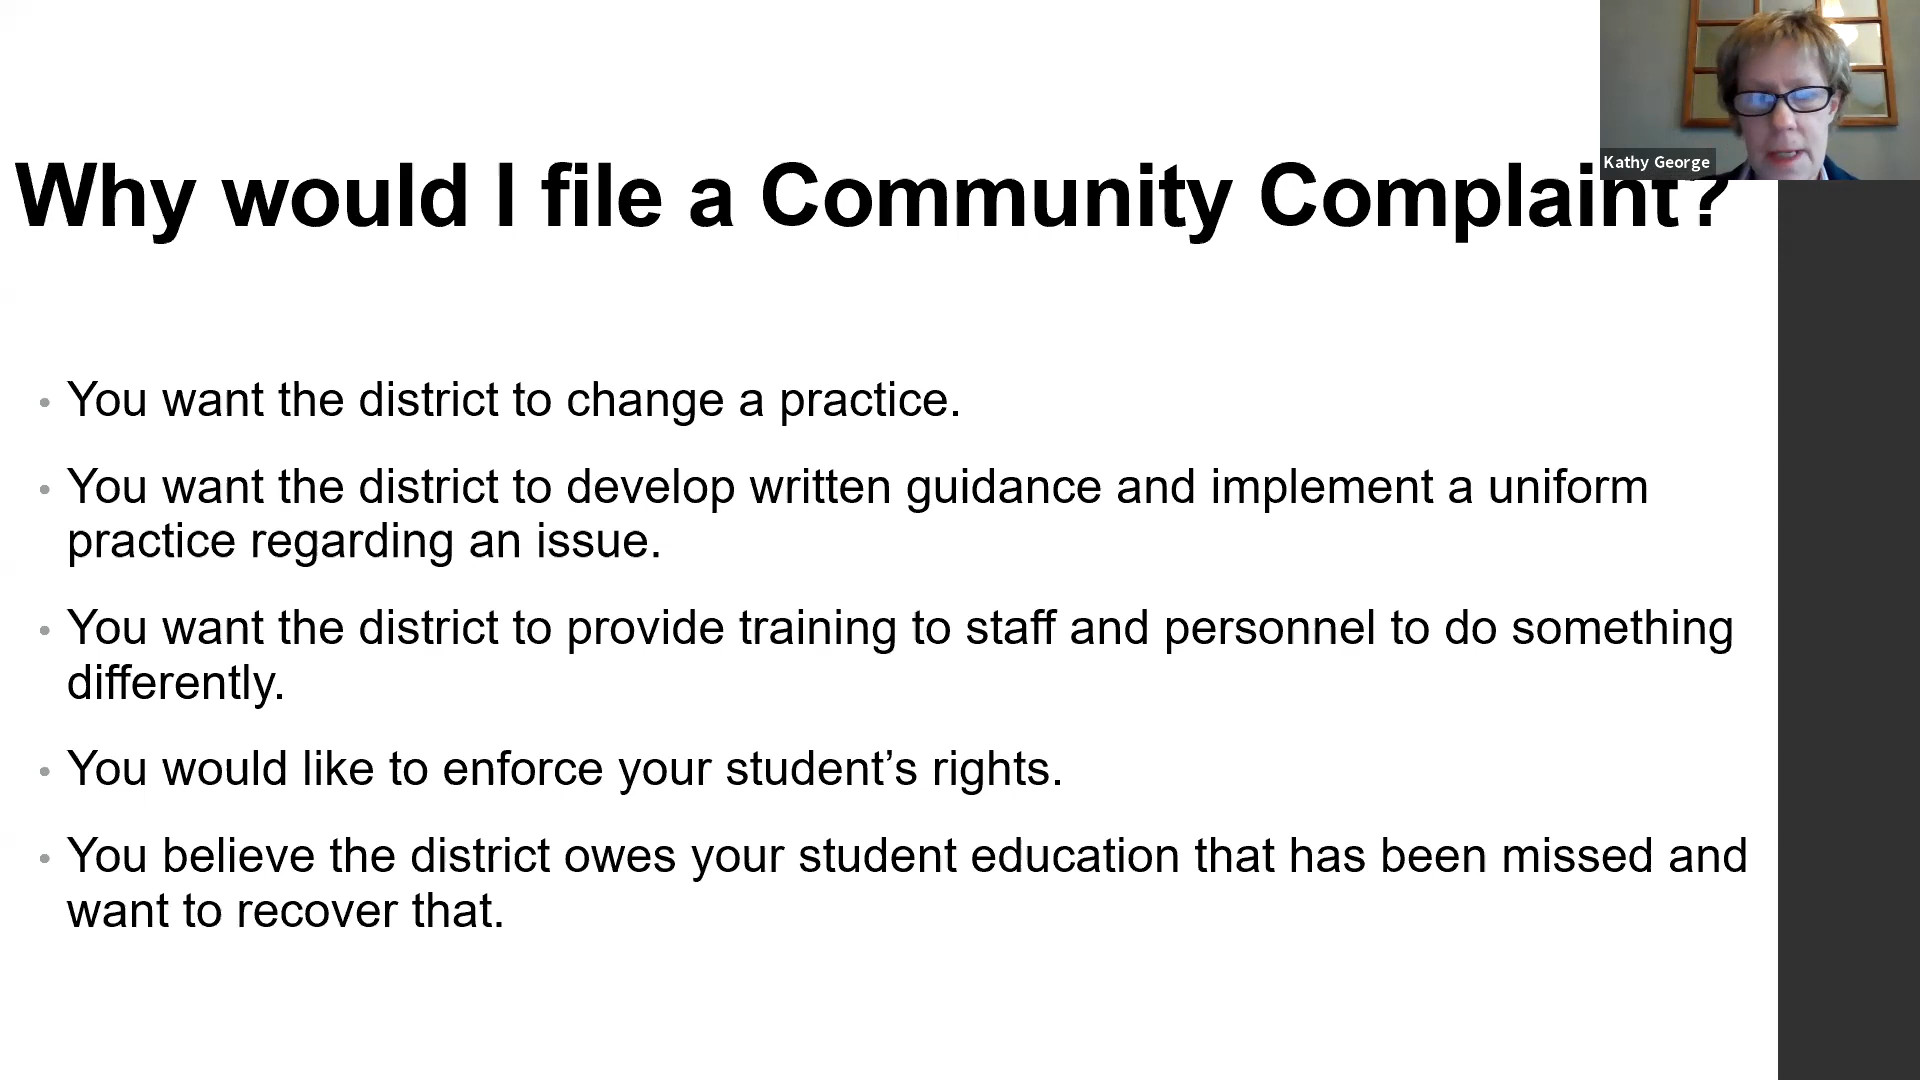 Kathy George
Why would I file a Community Complaint?
• You want the district to change a practice.
• You want the district to develop written guidance and implement a uniform
practice regarding an issue.
• You want the district to provide training to staff and personnel to do something
differently.
• You would like to enforce your student’s rights.
• You believe the district owes your student education that has been missed and
want to recover that.